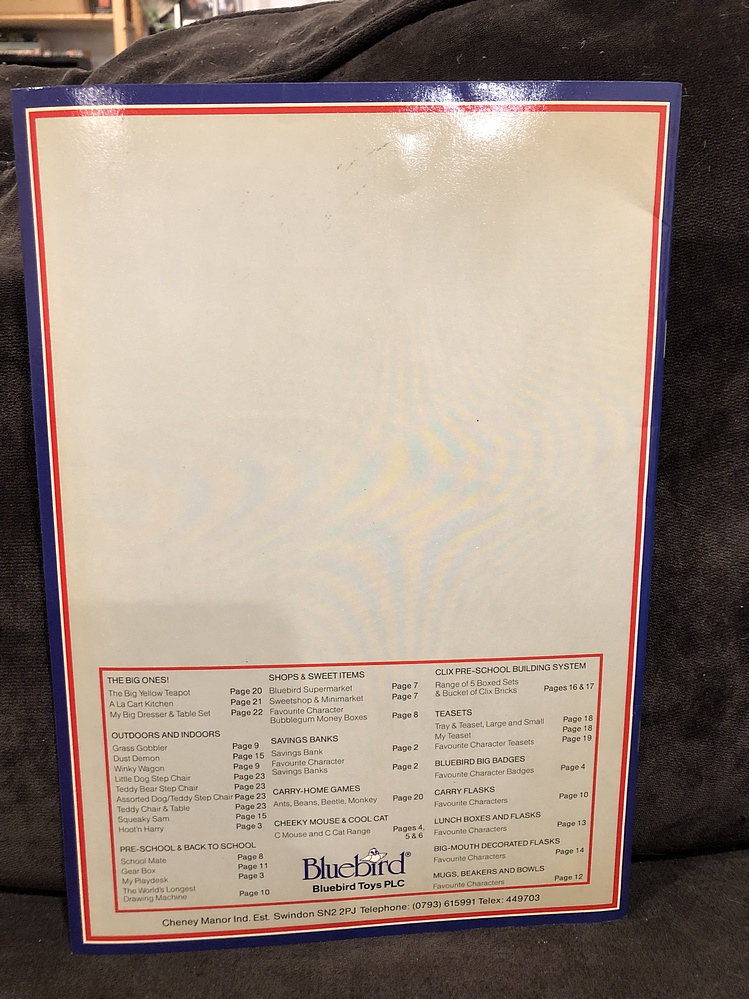 THE BIG ONES!
The Big Yellow Teapot Page 20
A La Cart Kitchen Page 21
My Big Dresser & Table Set Page 22
OUTDOORS AND INDOORS
Grass Gobbler Page 9
Dust Demon Page 15
Winky Wagon Page 9
Little Dog Step Chair Page 23
Teddy Bear Step Chair Page 23
Assorted Dog/Teddy Step Chair Page 23
Teddy Chair & Table Page 23
Squeaky Sam Page 15
Hoot'n Harry Page 3
PRE-SCHOOL & BACK TO SCHOOL
School Mate Page 8
Gear Box Page 11
My Playdesk Page 3
The World's Longest
Drawing Machine Page 10
SHOPS & SWEET ITEMS
Bluebird Supermarket Page 7
Sweetshop & Minimarket Page 7
Favourite Character
Bubblegum Money Boxes Page 8
SAVINGS BANKS
Savings Bank Page 2
Favourite Character
Savings Banks Page 2
CARRY-HOME GAMES
Ants, Beans, Beetle, Monkey Page 20
CHEEKY MOUSE & COOL CAT
C Mouse and C Cat Range Pages 4,
5 & 6
Bluebird®
Bluebird Toys PLC
CLIX PRE-SCHOOL BUILDING SYSTEM
Range of 5 Boxed Sets
& Bucket of Clix Bricks Pages 16 & 17
TEASETS
Tray & Teaset, Large and Small Page 18
My Teaset Page 18
Favourite Character Teasets Page 19
BLUEBIRD BIG BADGES
Favourite Character Badges Page 4
CARRY FLASKS
Favourite Characters Page 10
LUNCH BOXES AND FLASKS
Favourite Characters Page 13
BIG-MOUTH DECORATED FLASKS
Favourite Characters Page 14
MUGS, BEAKERS AND BOWLS
Favourite Characters Page 12
Cheney Manor Ind. Est. Swindon SN2 2PJ Telephone: (0793) 615991 Telex: 449703